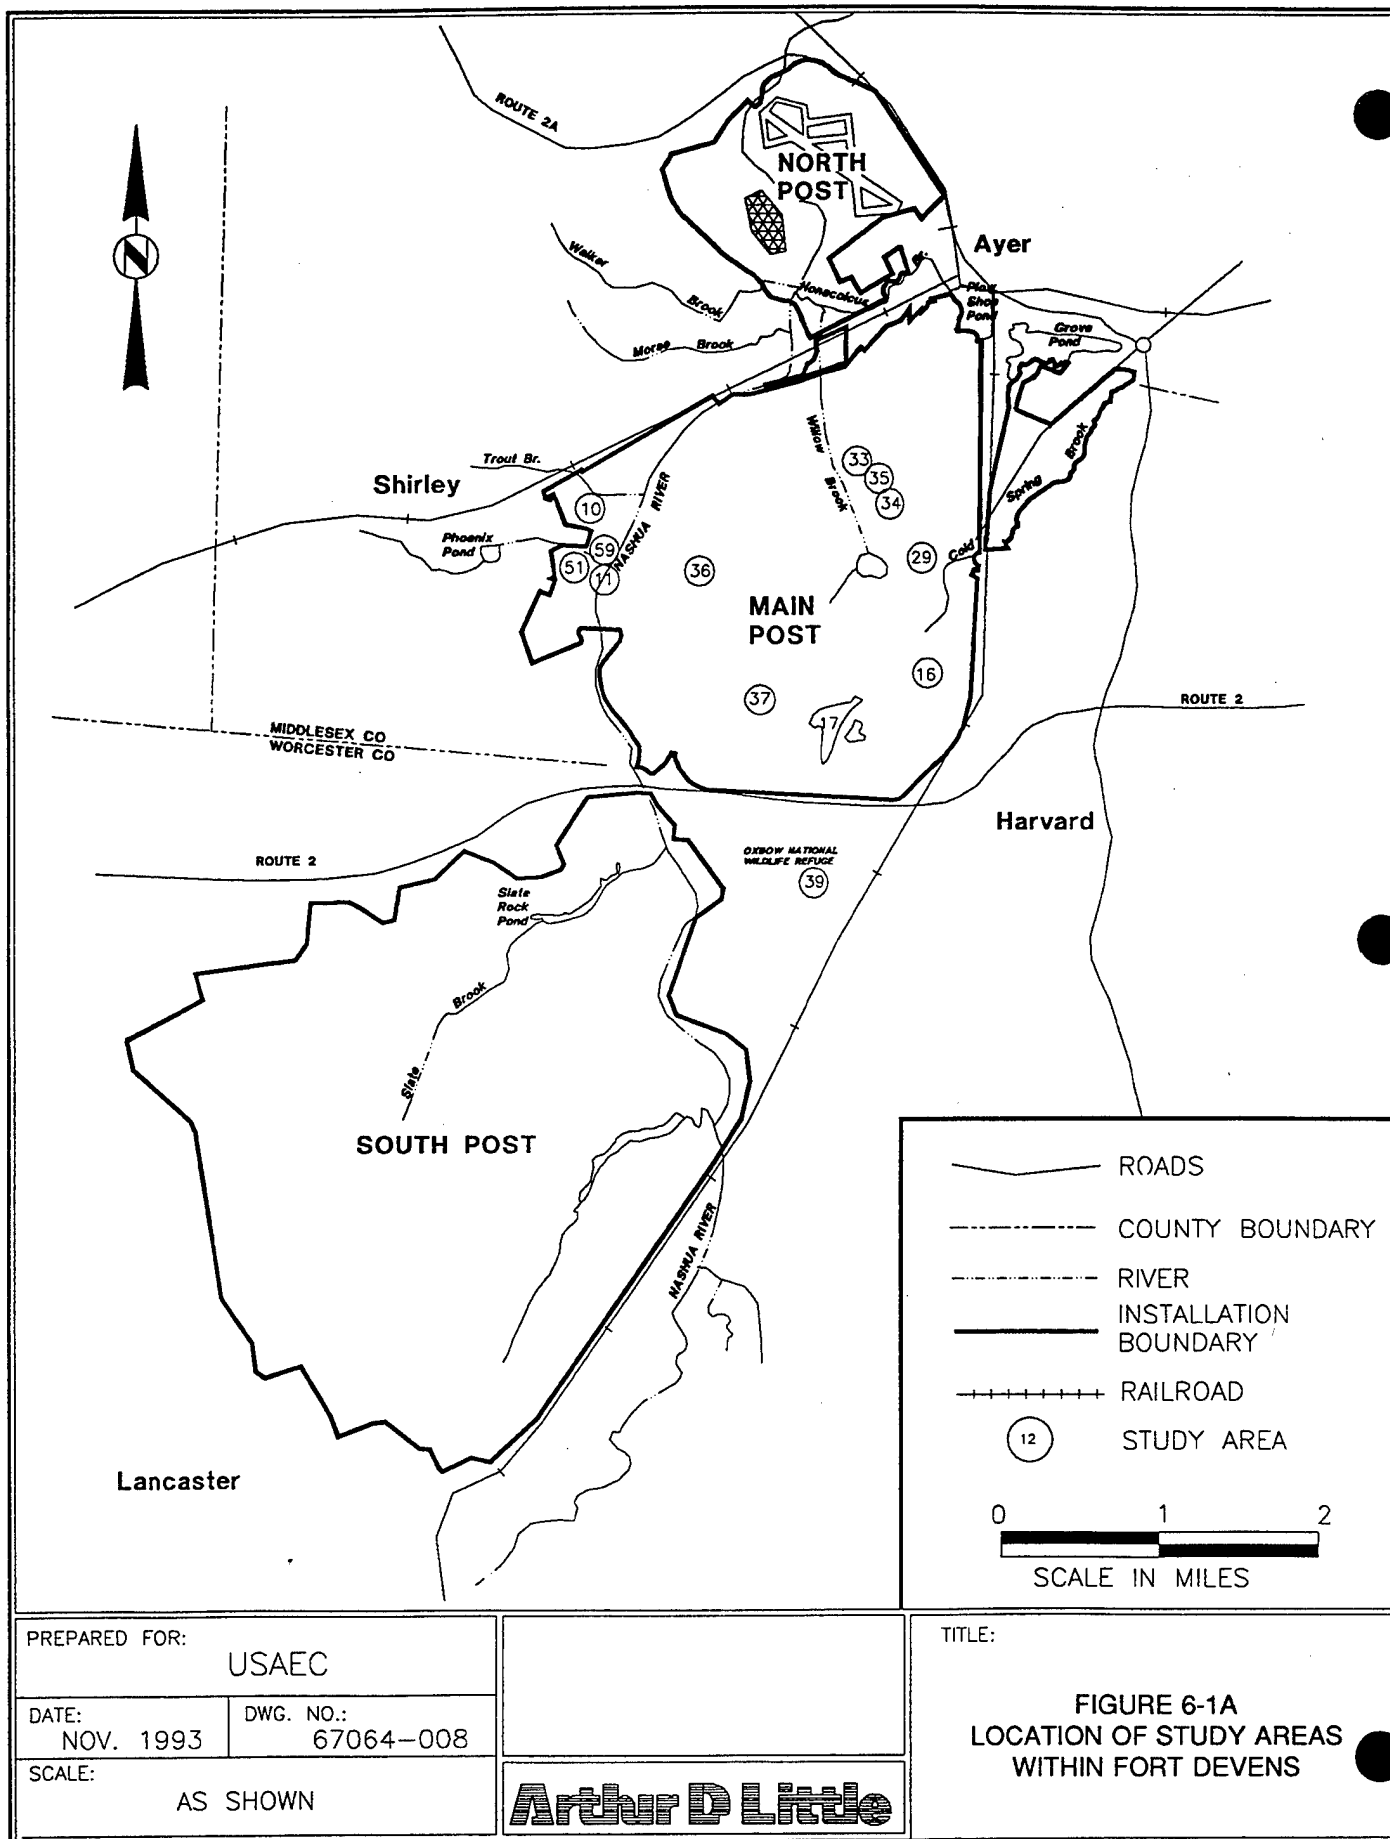 ROUTE 2A
NORTH
POST
Ayer
Walker
Brook
Nonacoicus
Br.
Plow
Shop
Pond
Grove
Pond
Morse Brook
Willow
Brook
Trout Br.
Shirley
NASHUA RIVER
Spring
Brook
Cold
33
35
34
10
Phoenix
Pond
59
51
11
36
29
MAIN
POST
16
37
17
ROUTE 2
MIDDLESEX CO
WORCESTER CO
Harvard
ROUTE 2
OXBOW NATIONAL
WILDLIFE REFUGE
39
Slate
Rock
Pond
Brook
Slate
SOUTH POST
NASHUA RIVER
Lancaster
ROADS
COUNTY BOUNDARY
RIVER
INSTALLATION
BOUNDARY
RAILROAD
12
STUDY AREA
0 1 2
SCALE IN MILES
PREPARED FOR:
USAEC
DATE:
NOV. 1993
DWG. NO.:
67064-008
SCALE:
AS SHOWN
Arthur D Little
TITLE:
FIGURE 6-1A
LOCATION OF STUDY AREAS
WITHIN FORT DEVENS
N